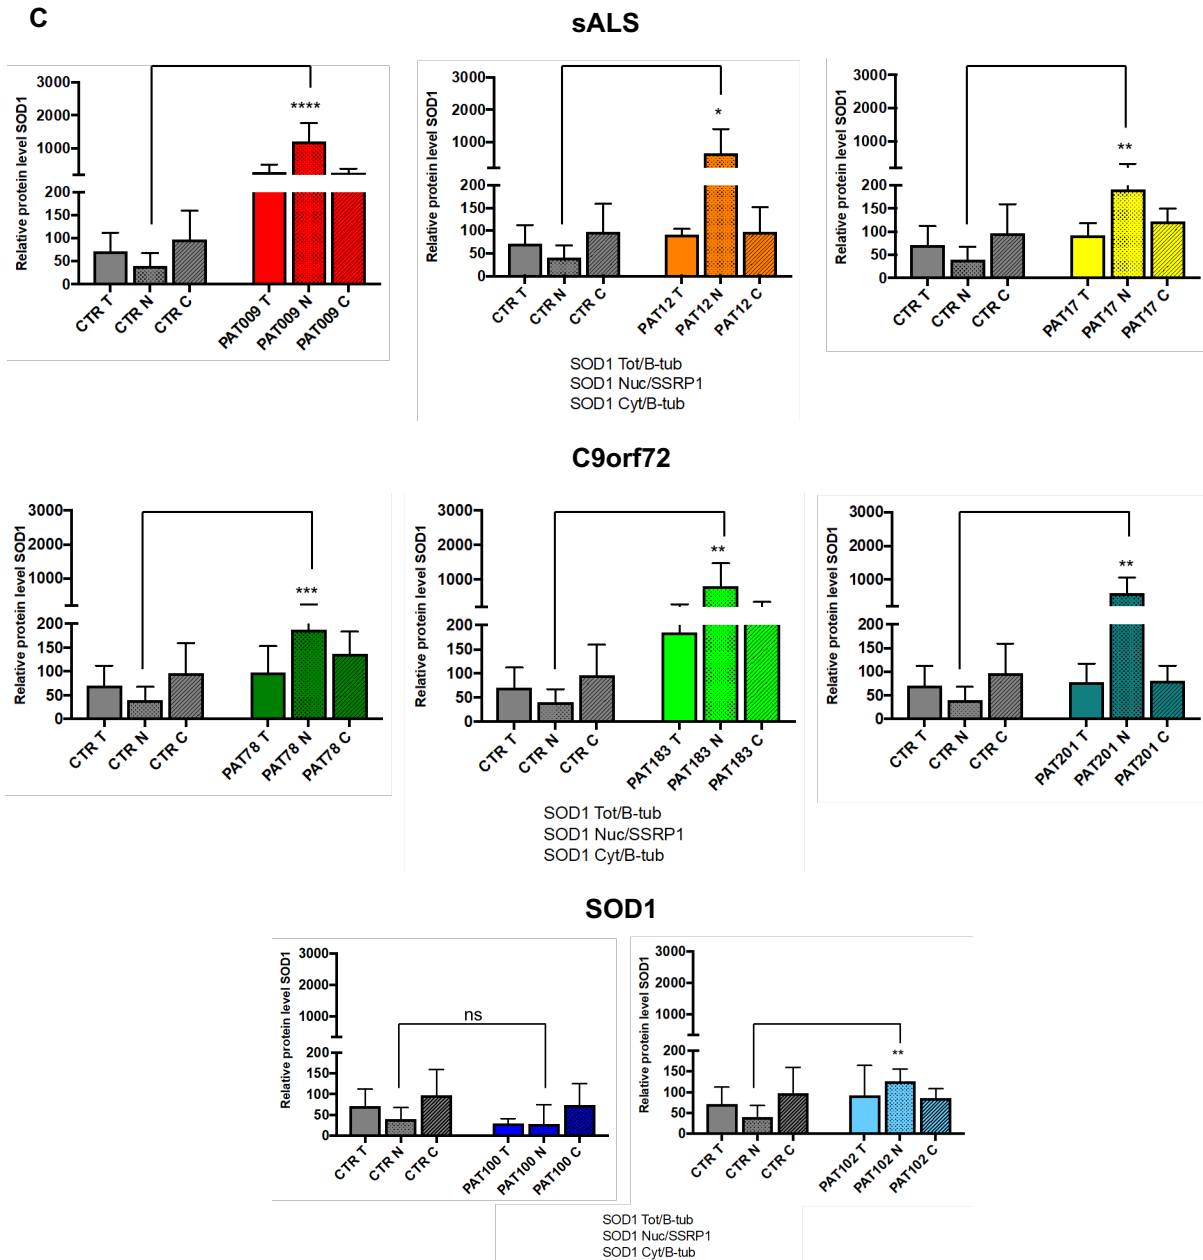 C
sALS
Relative protein level SOD1
3000
2000
1000
200
150
100
50
0
****
CTR T
CTR N
CTR C
PAT009 T
PAT009 N
PAT009 C
Relative protein level SOD1
3000
2000
1000
200
150
100
50
0
*
CTR T
CTR N
CTR C
PAT12 T
PAT12 N
PAT12 C
SOD1 Tot/B-tub
SOD1 Nuc/SSRP1
SOD1 Cyt/B-tub
Relative protein level SOD1
3000
2000
1000
200
150
100
50
0
**
CTR T
CTR N
CTR C
PAT17 T
PAT17 N
PAT17 C
C9orf72
Relative protein level SOD1
3000
2000
1000
200
150
100
50
0
***
CTR T
CTR N
CTR C
PAT78 T
PAT78 N
PAT78 C
Relative protein level SOD1
3000
2000
1000
200
150
100
50
0
**
CTR T
CTR N
CTR C
PAT183 T
PAT183 N
PAT183 C
SOD1 Tot/B-tub
SOD1 Nuc/SSRP1
SOD1 Cyt/B-tub
Relative protein level SOD1
3000
2000
1000
200
150
100
50
0
**
CTR T
CTR N
CTR C
PAT201 T
PAT201 N
PAT201 C
SOD1
Relative protein level SOD1
3000
2000
1000
200
150
100
50
0
ns
CTR T
CTR N
CTR C
PAT100 T
PAT100 N
PAT100 C
Relative protein level SOD1
3000
2000
1000
200
150
100
50
0
**
CTR T
CTR N
CTR C
PAT102 T
PAT102 N
PAT102 C
SOD1 Tot/B-tub
SOD1 Nuc/SSRP1
SOD1 Cyt/B-tub